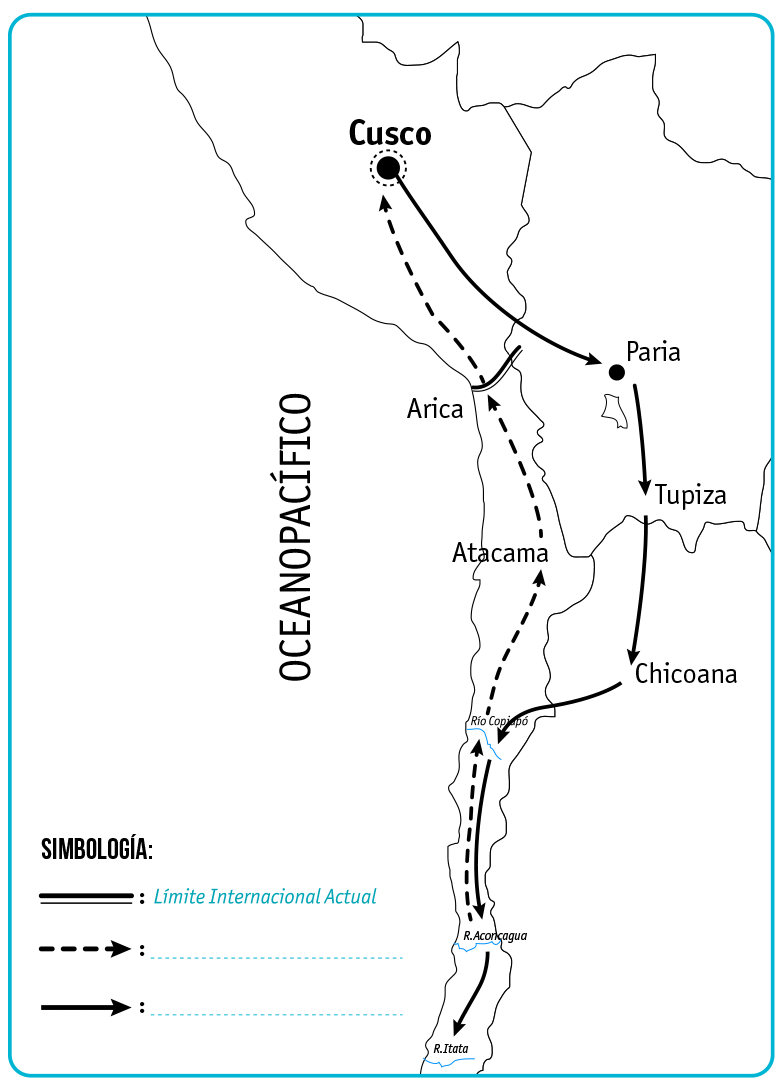 Cusco
Paria
Arica
OCEANOPACÍFICO
Tupiza
Atacama
Chicoana
Río Copiapó
SIMBOLOGÍA:
: Límite Internacional Actual
R.Aconcagua
:
:
R.Itata